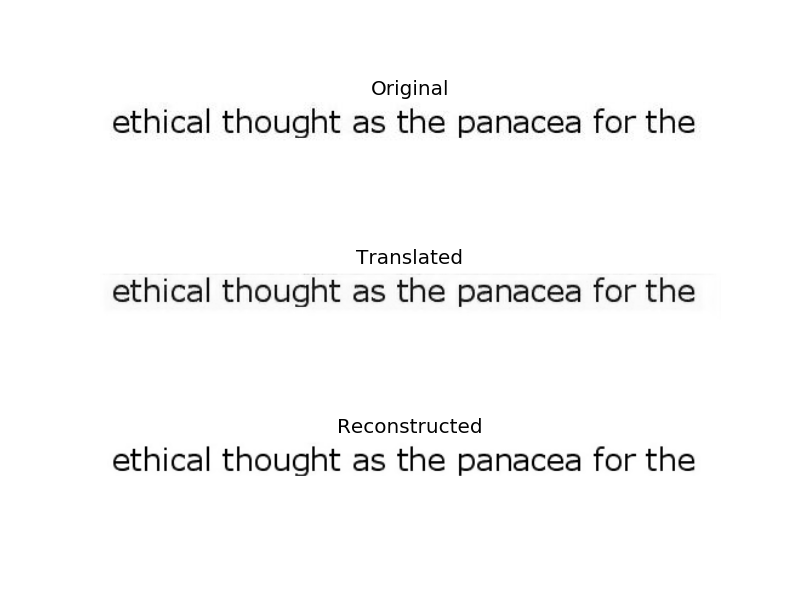 Original
ethical thought as the panacea for the
Translated
ethical thought as the panacea for the
Reconstructed
ethical thought as the panacea for the